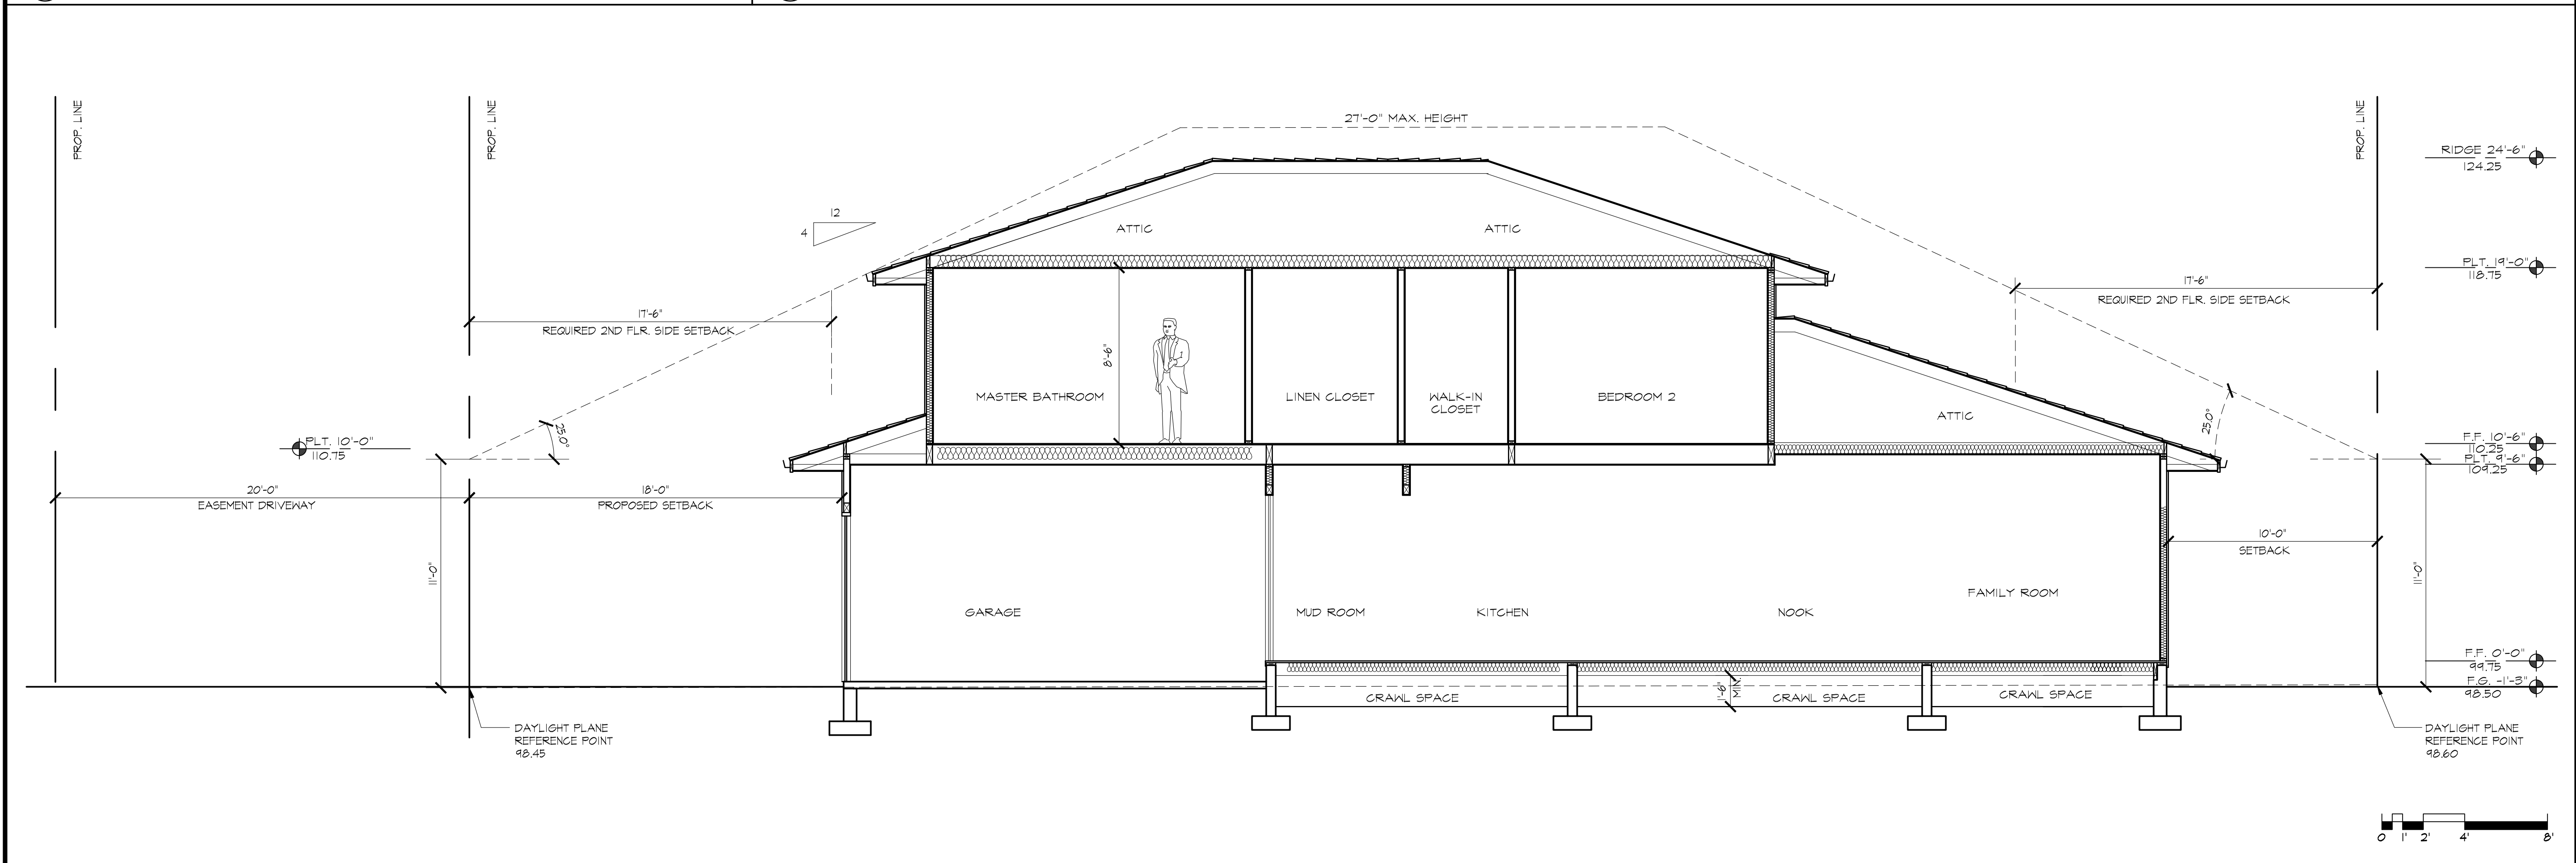 PROP. LINE
PROP. LINE
PROP. LINE
27'-0" MAX. HEIGHT
RIDGE 24'-6"
124.25
12
4
ATTIC
ATTIC
PLT. 19'-0"
118.75
17'-6"
REQUIRED 2ND FLR. SIDE SETBACK
17'-6"
REQUIRED 2ND FLR. SIDE SETBACK
8'-6"
MASTER BATHROOM
LINEN CLOSET
WALK-IN
CLOSET
BEDROOM 2
ATTIC
25.0°
25.0°
PLT. 10'-0"
110.75
F.F. 10'-6"
110.25
PLT. 9'-6"
109.25
20'-0"
EASEMENT DRIVEWAY
18'-0"
PROPOSED SETBACK
10'-0"
SETBACK
11'-0"
11'-0"
GARAGE
MUD ROOM
KITCHEN
NOOK
FAMILY ROOM
F.F. 0'-0"
99.75
F.G. -1'-3"
98.50
CRAWL SPACE
1'-6"
MIN.
CRAWL SPACE
CRAWL SPACE
DAYLIGHT PLANE
REFERENCE POINT
98.45
DAYLIGHT PLANE
REFERENCE POINT
98.60
0 1' 2' 4' 8'